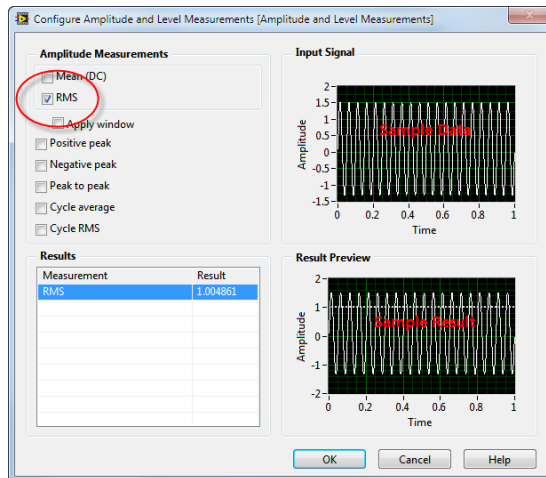 Configure Amplitude and Level Measurements [Amplitude and Level Measurements]
Amplitude Measurements
Mean (DC)
RMS
Apply window
Positive peak
Negative peak
Peak to peak
Cycle average
Cycle RMS
Results
Measurement Result
RMS 1.004861
Input Signal
Amplitude
2
1.5
1
0.5
0
-0.5
-1
-1.5
Sample Data
0 0.2 0.4 0.6 0.8 1
Time
Result Preview
Amplitude
2
1
0
-1
-2
Sample Result
0 0.2 0.4 0.6 0.8 1
Time
OK Cancel Help